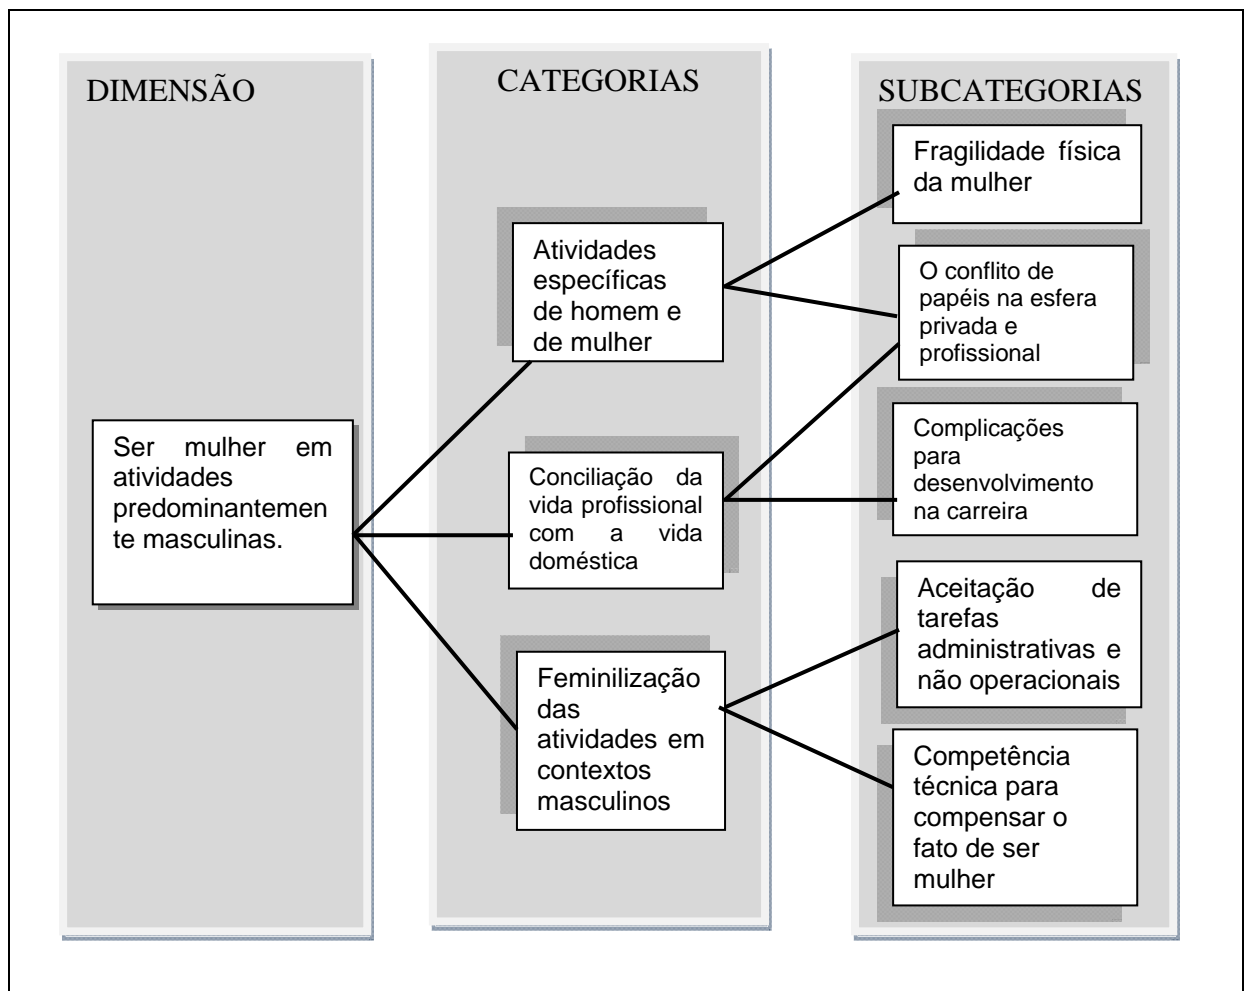 DIMENSÃO
Ser mulher em
atividades
predominantemen
te masculinas.
CATEGORIAS
Atividades
específicas
de homem e
de mulher
Conciliação da
vida profissional
com a vida
doméstica
Feminilização
das
atividades em
contextos
masculinos
SUBCATEGORIAS
Fragilidade física
da mulher
O conflito de
papéis na esfera
privada e
profissional
Complicações
para
desenvolvimento
na carreira
Aceitação de
tarefas
administrativas e
não operacionais
Competência
técnica para
compensar o
fato de ser
mulher